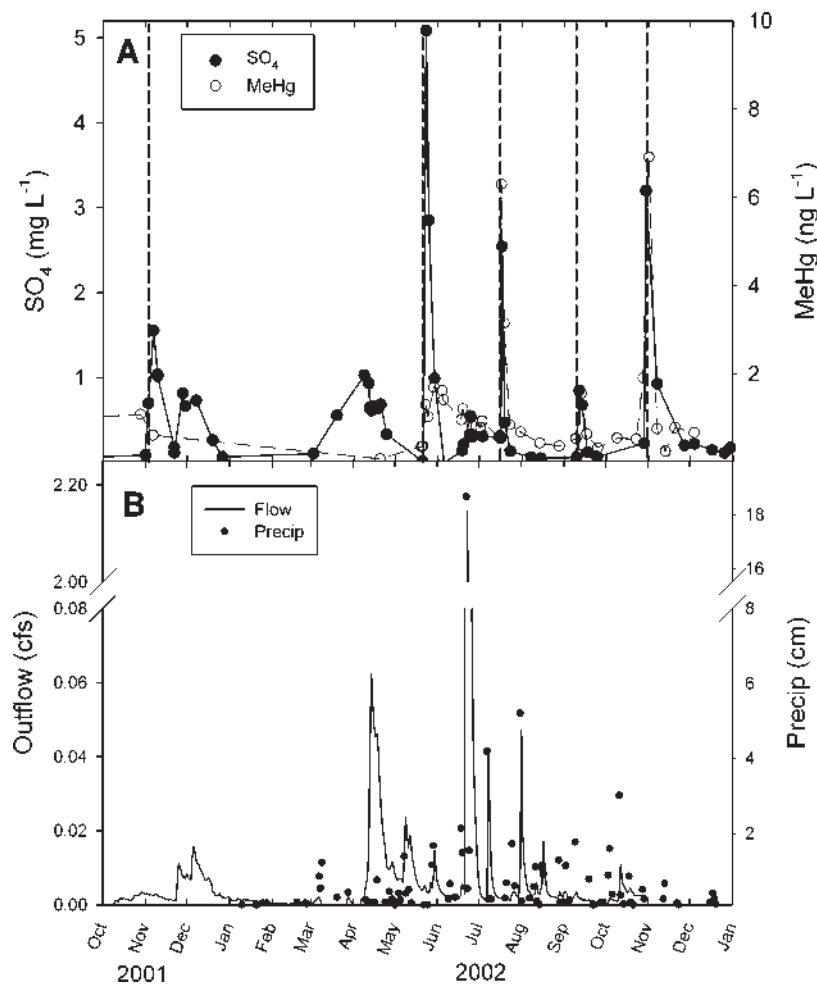 A
SO₄
MeHg
5
4
3
2
1
SO₄ (mg L⁻¹)
10
8
6
4
2
MeHg (ng L⁻¹)
B
Flow
Precip
2.20
2.00
0.08
0.06
0.04
0.02
0.00
Outflow (cfs)
18
16
8
6
4
2
Precip (cm)
Oct
Nov
Dec
Jan
Feb
Mar
Apr
May
Jun
Jul
Aug
Sep
Oct
Nov
Dec
Jan
2001
2002